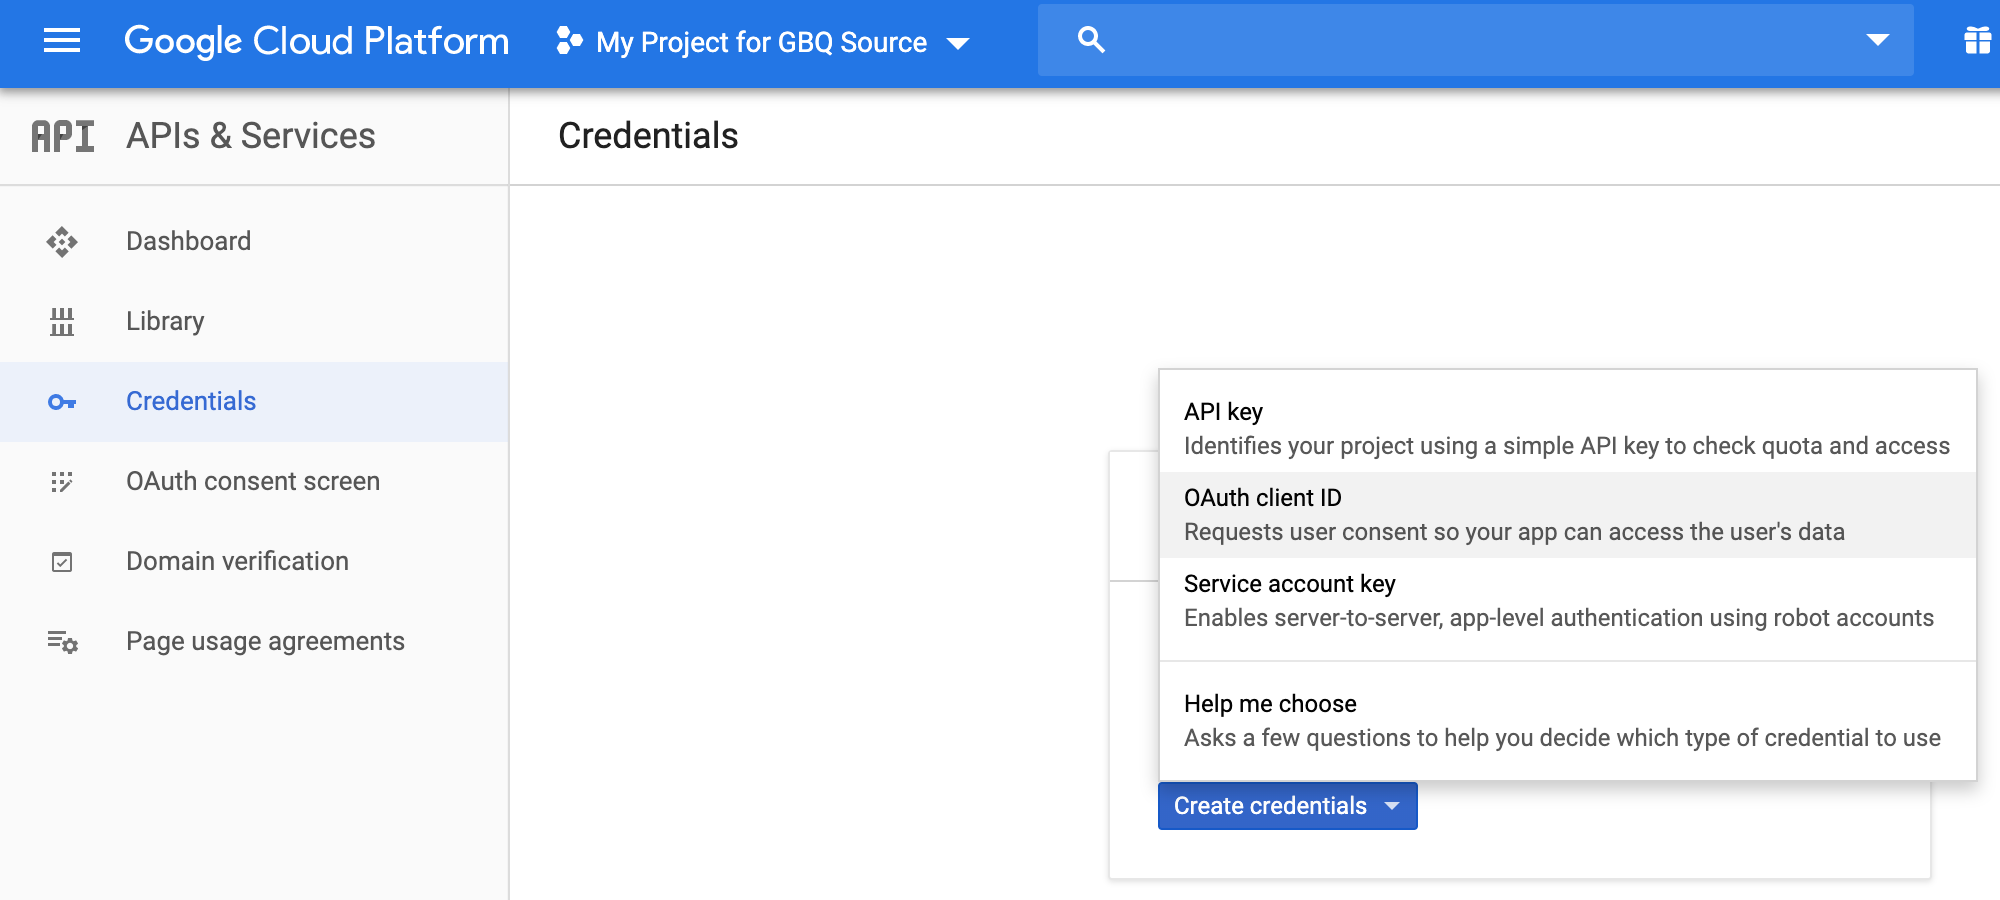 Google Cloud Platform
My Project for GBQ Source
API
APIs & Services
Credentials
Dashboard
Library
Credentials
OAuth consent screen
Domain verification
Page usage agreements
API key
Identifies your project using a simple API key to check quota and access
OAuth client ID
Requests user consent so your app can access the user's data
Service account key
Enables server-to-server, app-level authentication using robot accounts
Help me choose
Asks a few questions to help you decide which type of credential to use
Create credentials